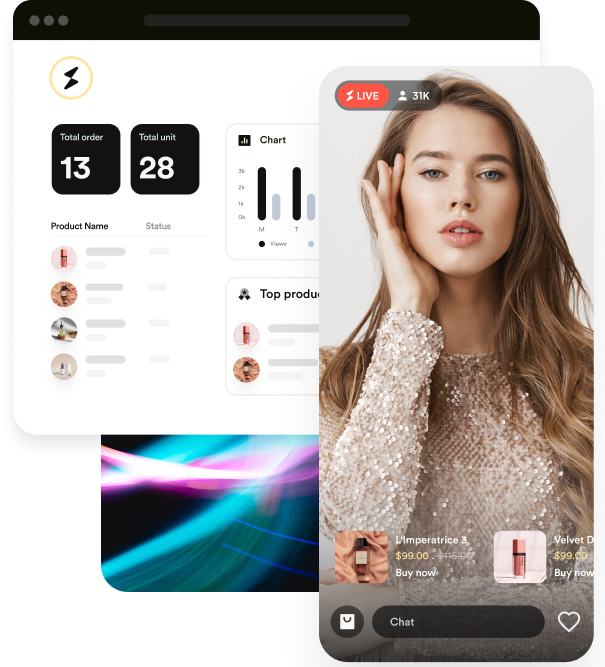 LIVE
31K
Total order
13
Total unit
28
Chart
3k
2k
1k
0k
M
T
Views
Product Name
Status
Top produc
L'Imperatrice 3,
$99.00 . $116.00
Buy now
Velvet D
$99.00 .
Buy now
Chat